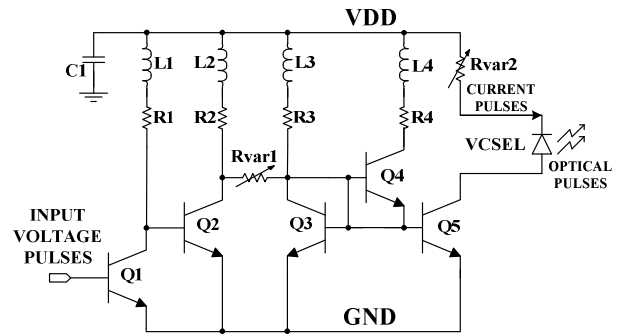 VDD
C1
L1
L2
L3
L4
Rvar2
CURRENT
PULSES
R1
R2
R3
R4
VCSEL
OPTICAL
PULSES
Rvar1
Q4
INPUT
VOLTAGE
PULSES
Q1
Q2
Q3
Q5
GND